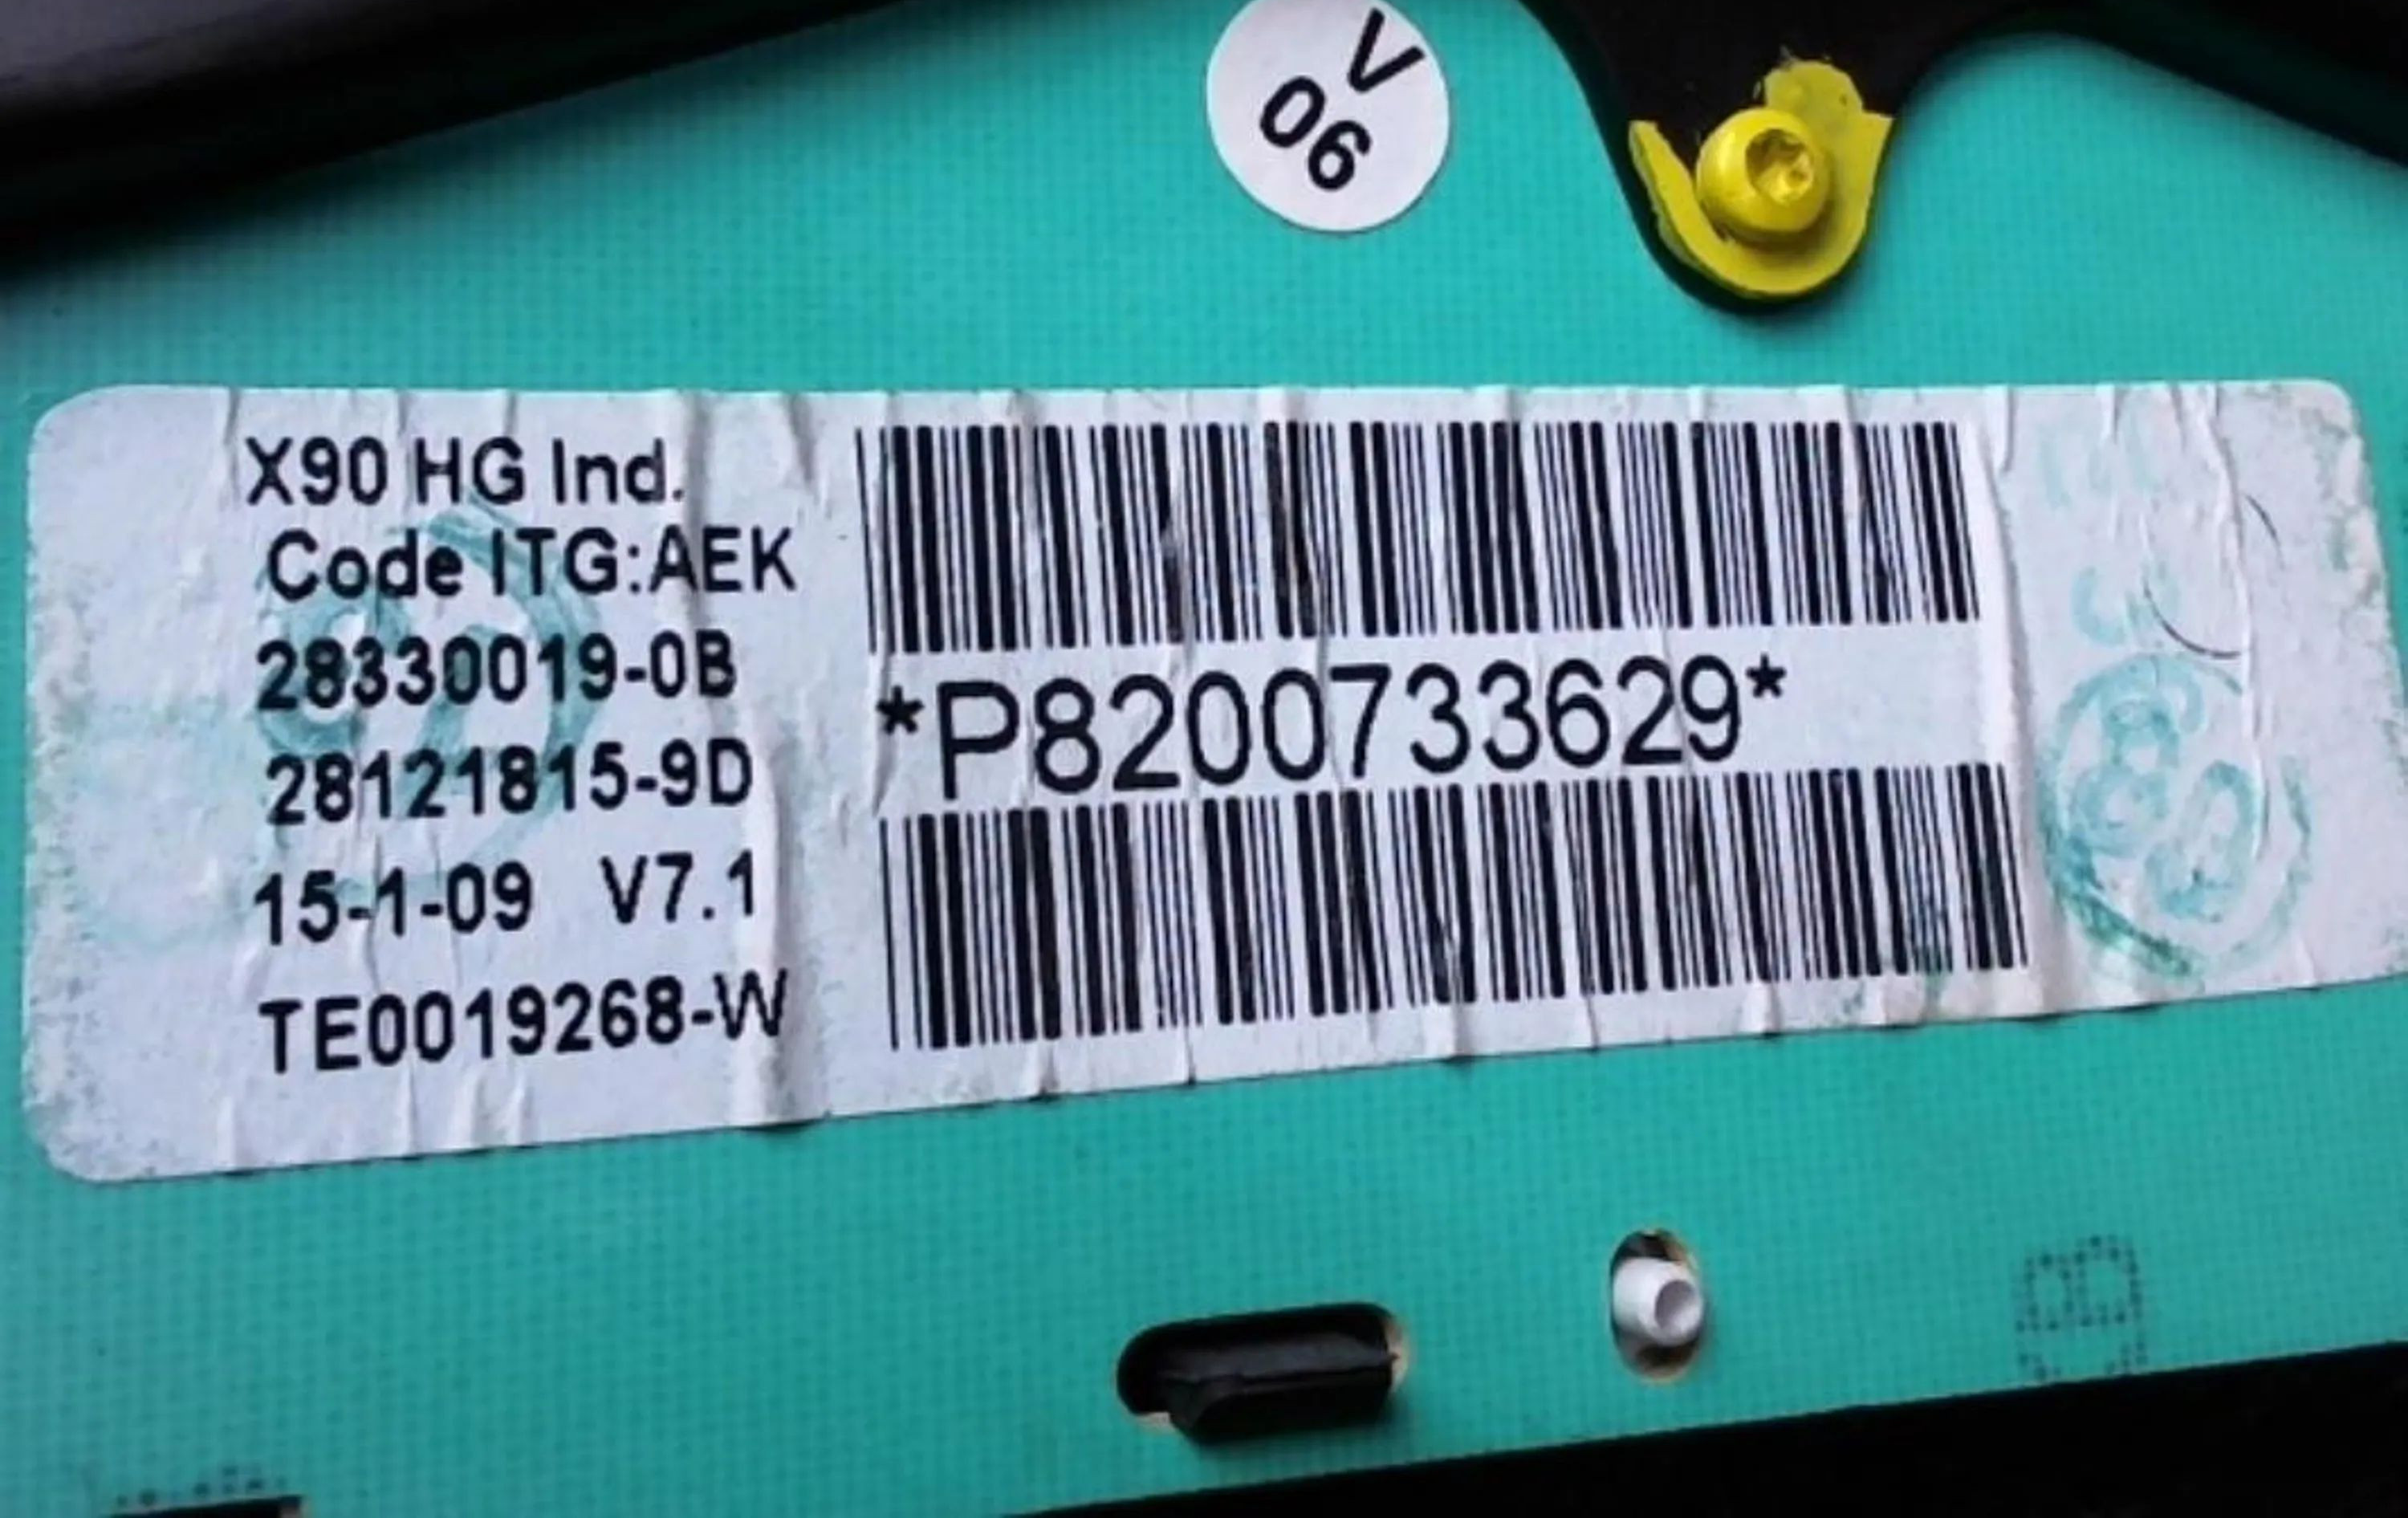 V
06
X90 HG Ind.
Code ITG:AEK
28330019-0B
28121815-9D
15-1-09 V7.1
TE0019268-W
*P8200733629*